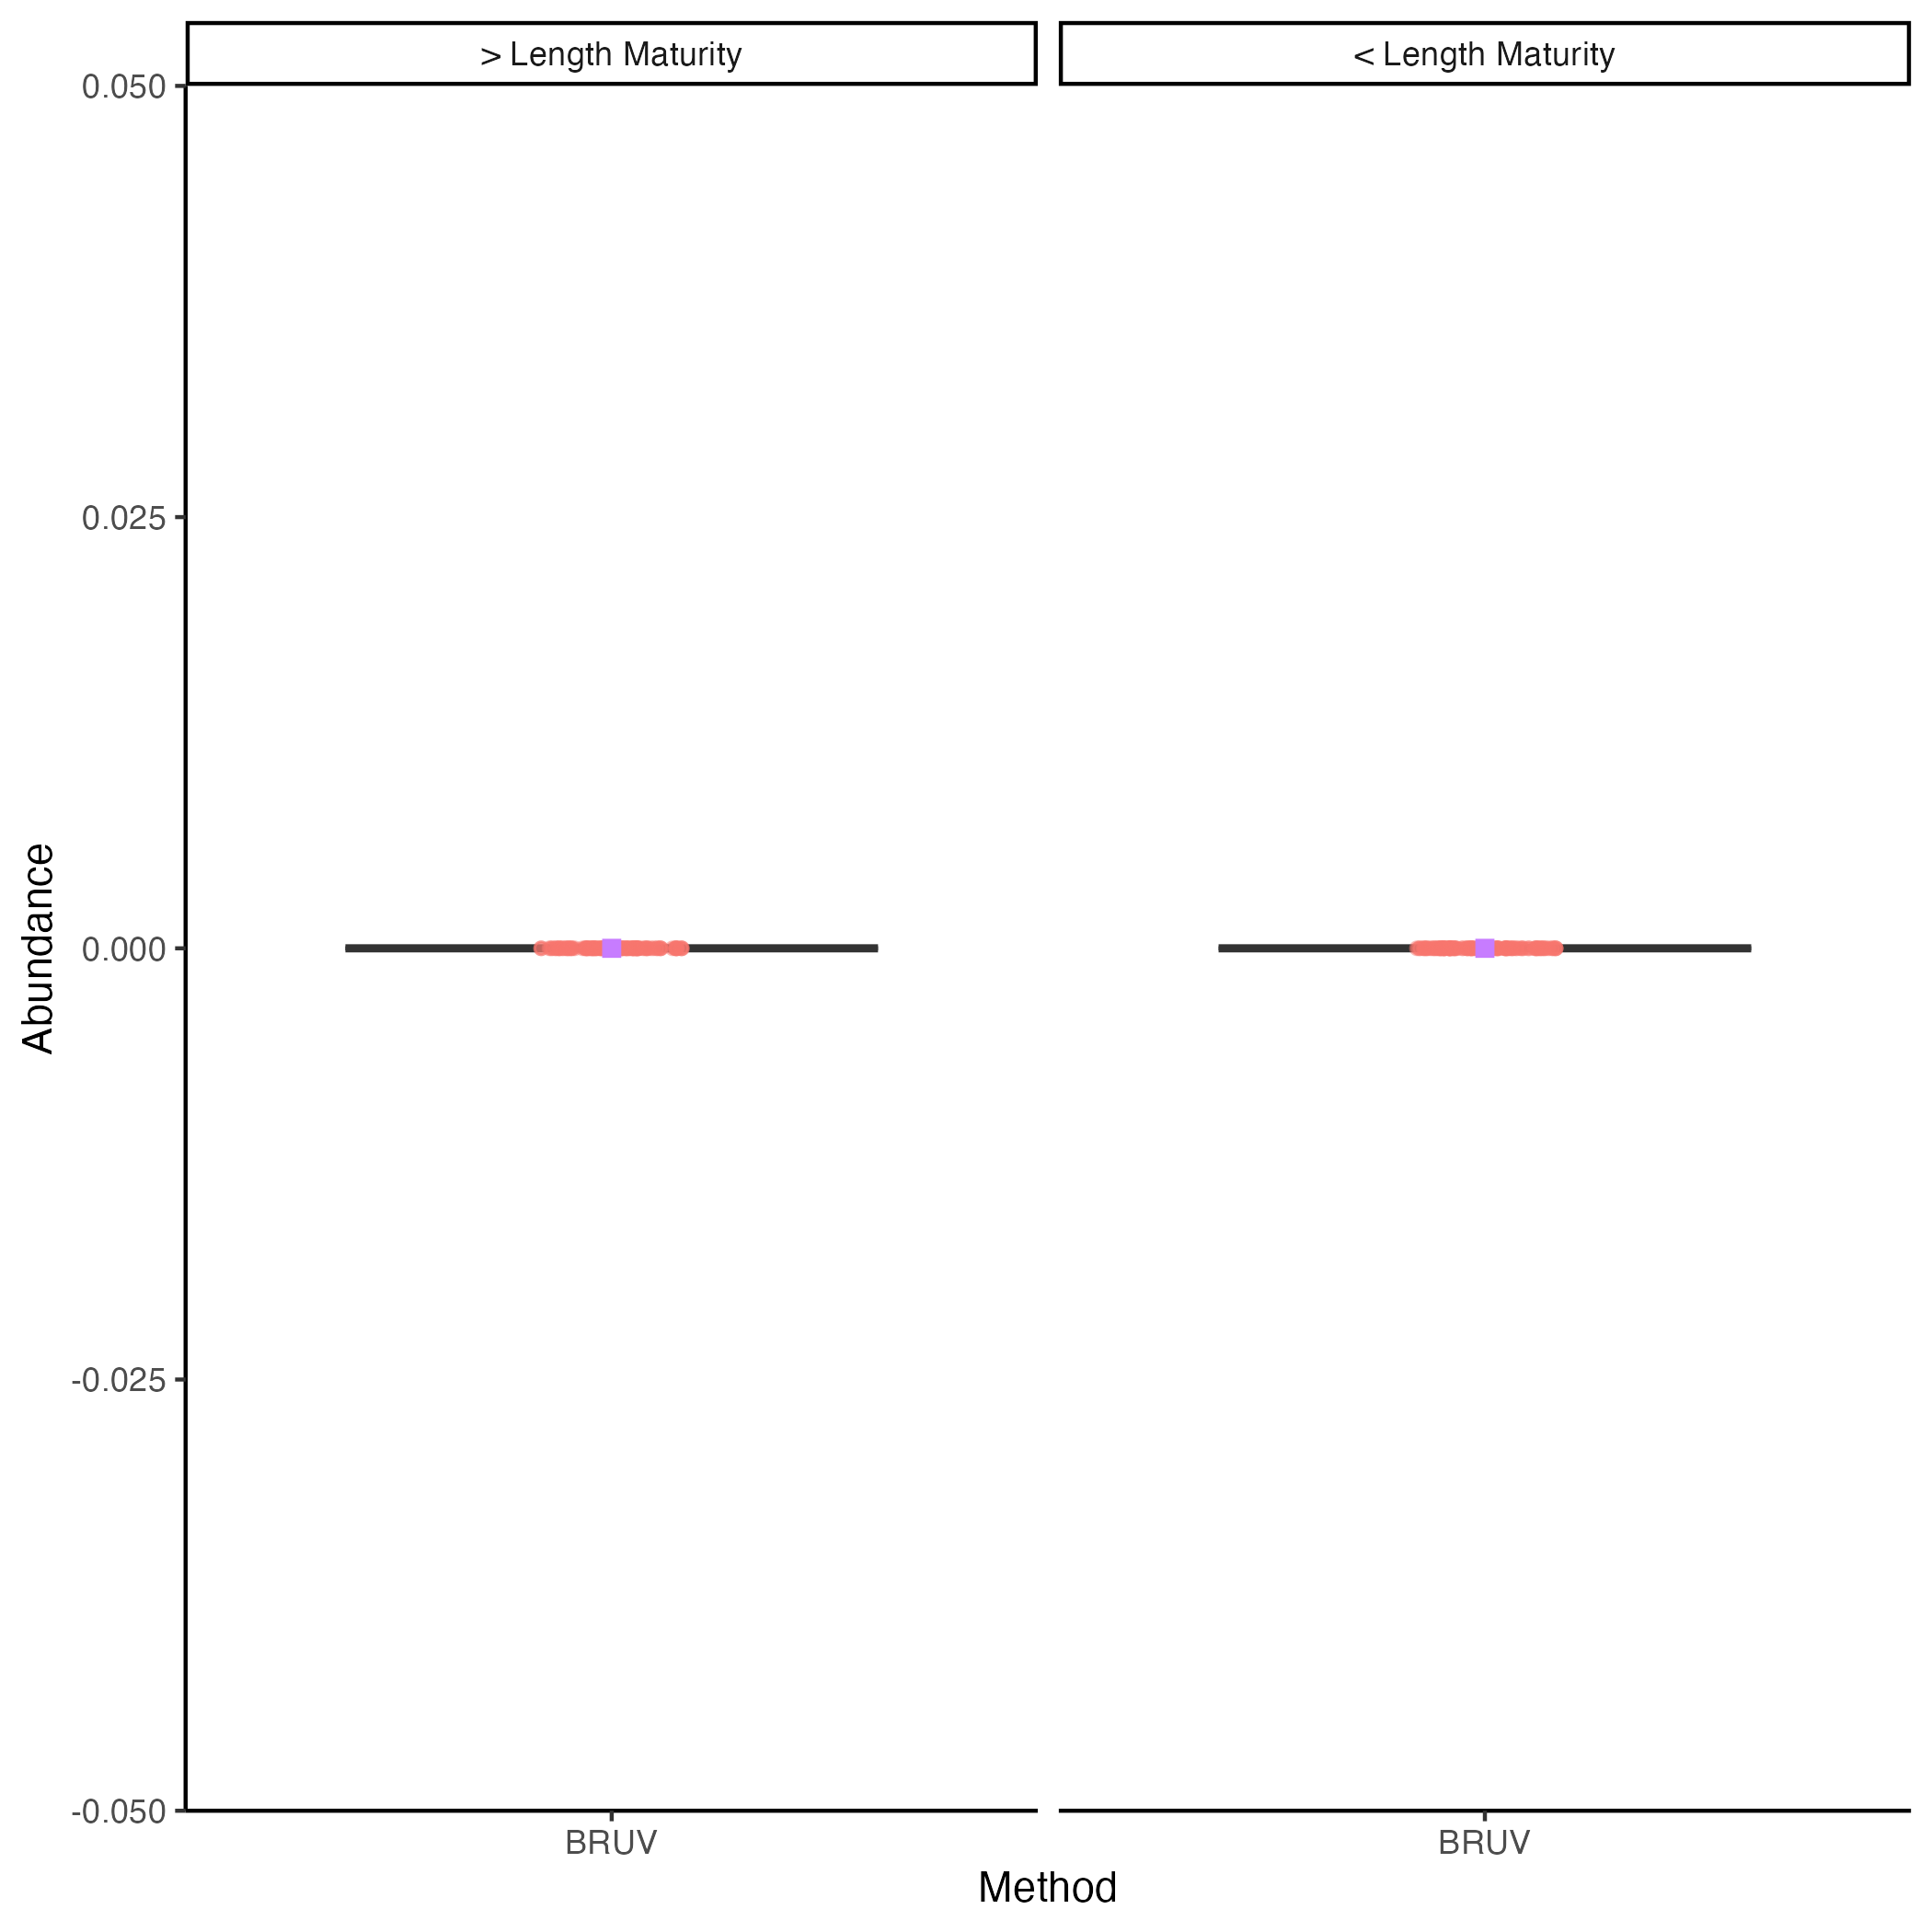 > Length Maturity
< Length Maturity
0.050
0.025
0.000
-0.025
-0.050
Abundance
BRUV
BRUV
Method